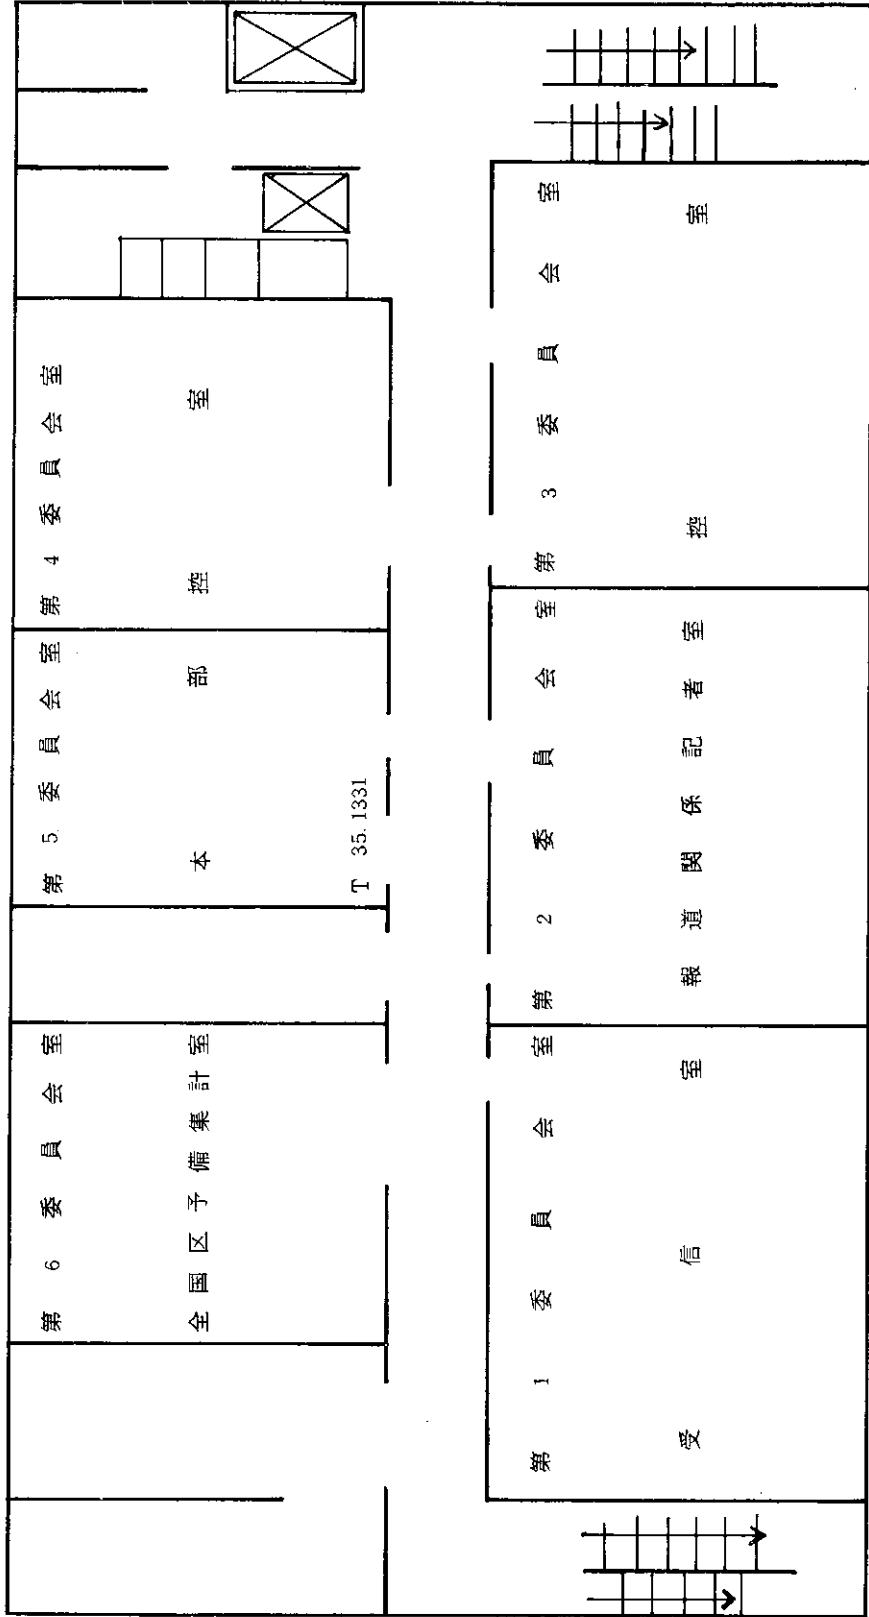 第6委員会室
全国区予備集計室
第5委員会室
本部
T 35.1331
第4委員会室
控室
第1委員会室
受信室
第2委員会室
報道関係記者室
第3委員会室
控室